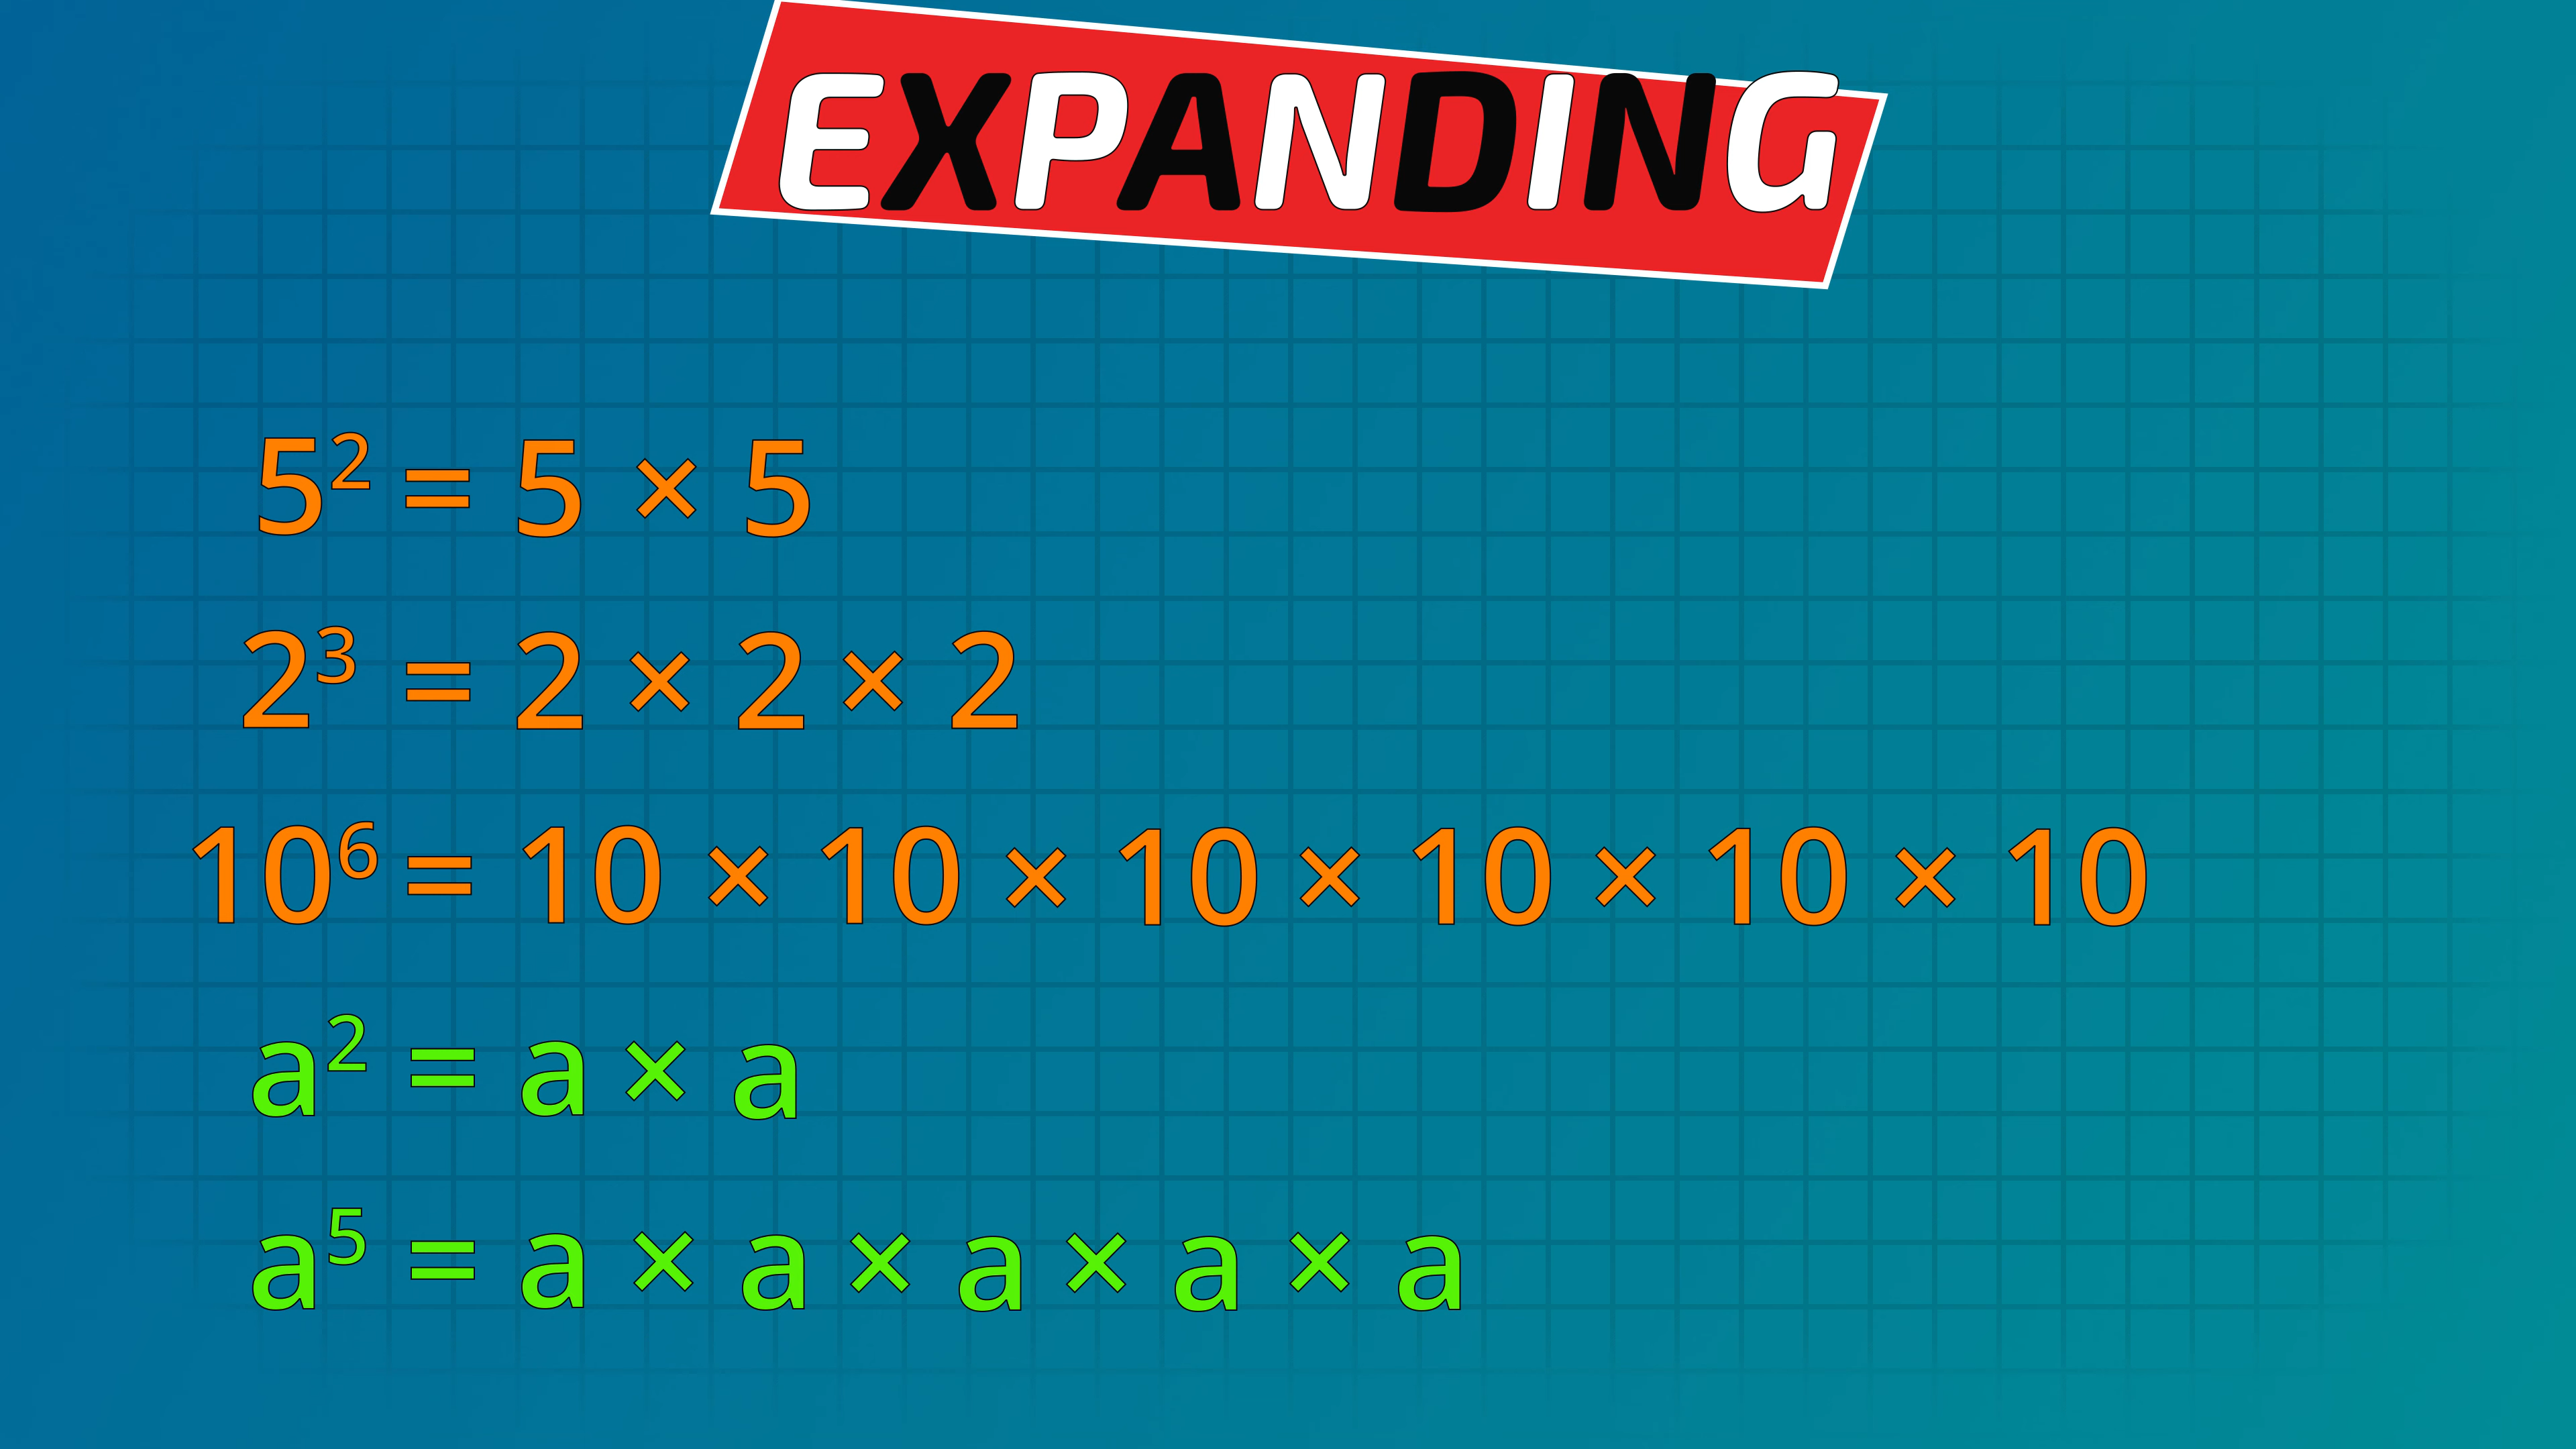 EXPANDING
5² = 5 × 5
2³ = 2 × 2 × 2
10⁶ = 10 × 10 × 10 × 10 × 10 × 10
a² = a × a
a⁵ = a × a × a × a × a